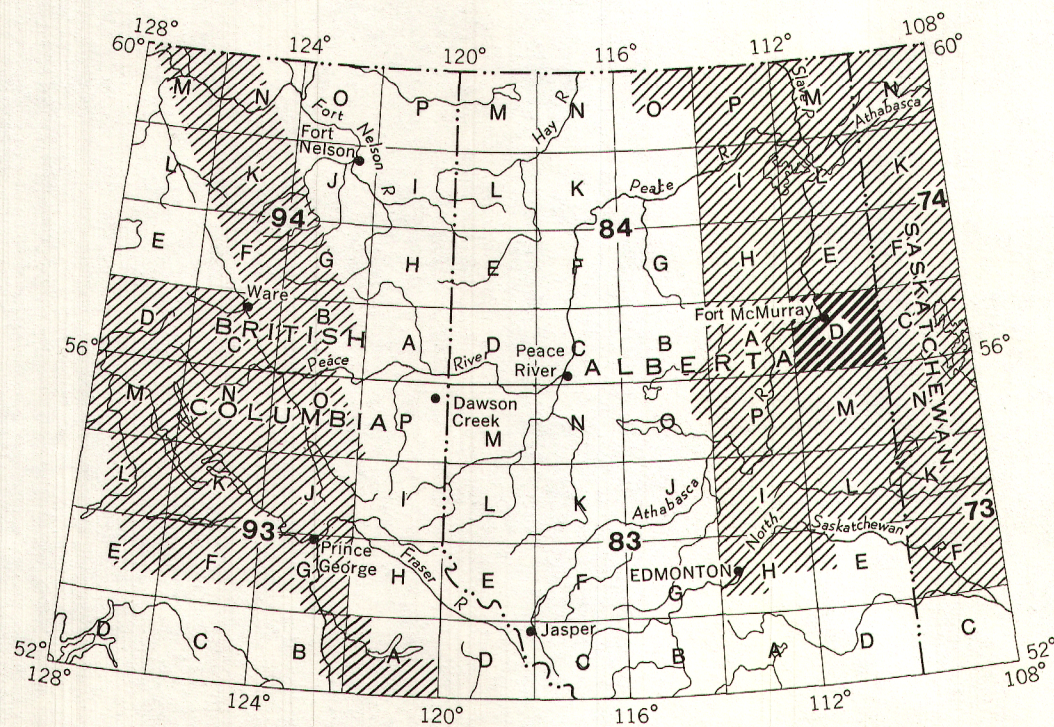 128° 124° 120° 116° 112° 108°
60° 60°
M N O P M N O P M N
Fort Nelson R
Hay R
Slave R
Athabasca
Fort
Nelson
L K J I L K J I L K
Peace R
94 84 74
E F G H E F G H E F
Ware
Fort McMurray
D C B A D C B A D C
BRITISH
Peace River
Peace
River
ALBERTA
SASKATCHEWAN
56° 56°
M N O P M N O P M N
COLUMBIA
Dawson
Creek
R
L K J I L K J I L K
Athabasca
North Saskatchewan
93 83 73
Prince
George
Fraser R
EDMONTON
E F G H E F G H E F
Jasper
D C B A D C B A D C
52° 52°
128° 124° 120° 116° 112° 108°